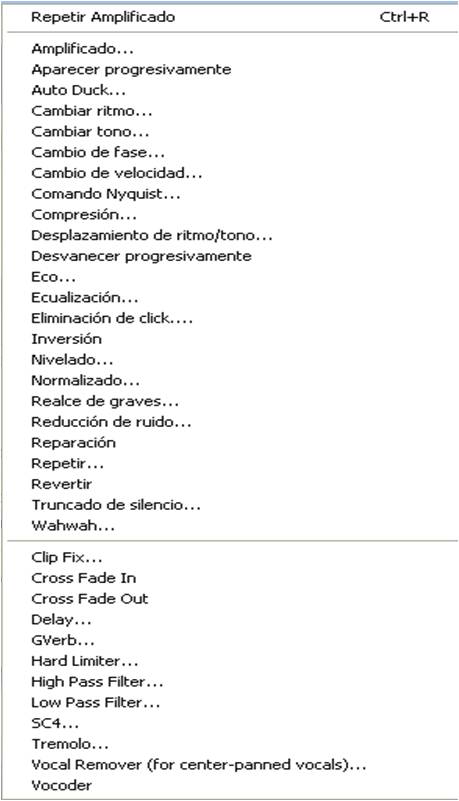 Repetir Amplificado Ctrl+R
Amplificado...
Aparecer progresivamente
Auto Duck...
Cambiar ritmo...
Cambiar tono...
Cambio de fase...
Cambio de velocidad...
Comando Nyquist...
Compresión...
Desplazamiento de ritmo/tono...
Desvanecer progresivamente
Eco...
Ecualización...
Eliminación de click....
Inversión
Nivelado...
Normalizado...
Realce de graves...
Reducción de ruido...
Reparación
Repetir...
Revertir
Truncado de silencio...
Wahwah...
Clip Fix...
Cross Fade In
Cross Fade Out
Delay...
GVerb...
Hard Limiter...
High Pass Filter...
Low Pass Filter...
SC4...
Tremolo...
Vocal Remover (for center-panned vocals)...
Vocoder